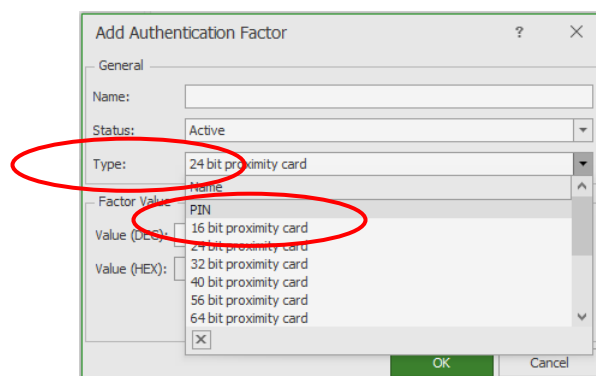 Add Authentication Factor ? ×
General
Name:
Status: Active
Type: 24 bit proximity card
Name
Factor Value
PIN
16 bit proximity card
Value (DEC):
24 bit proximity card
32 bit proximity card
Value (HEX):
40 bit proximity card
56 bit proximity card
64 bit proximity card
OK Cancel